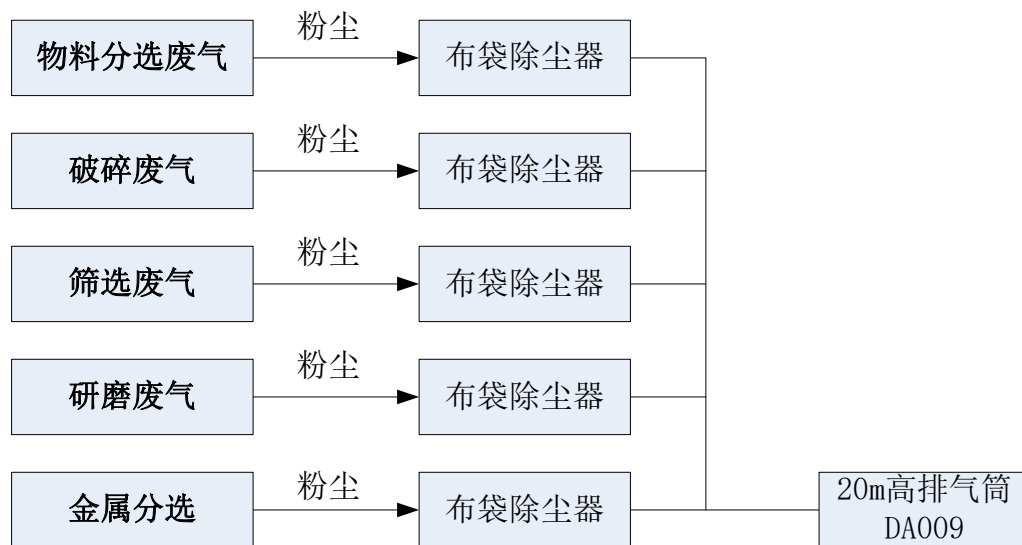 粉尘
物料分选废气
布袋除尘器
粉尘
破碎废气
布袋除尘器
粉尘
筛选废气
布袋除尘器
粉尘
研磨废气
布袋除尘器
粉尘
金属分选
布袋除尘器
20m高排气筒
DA009